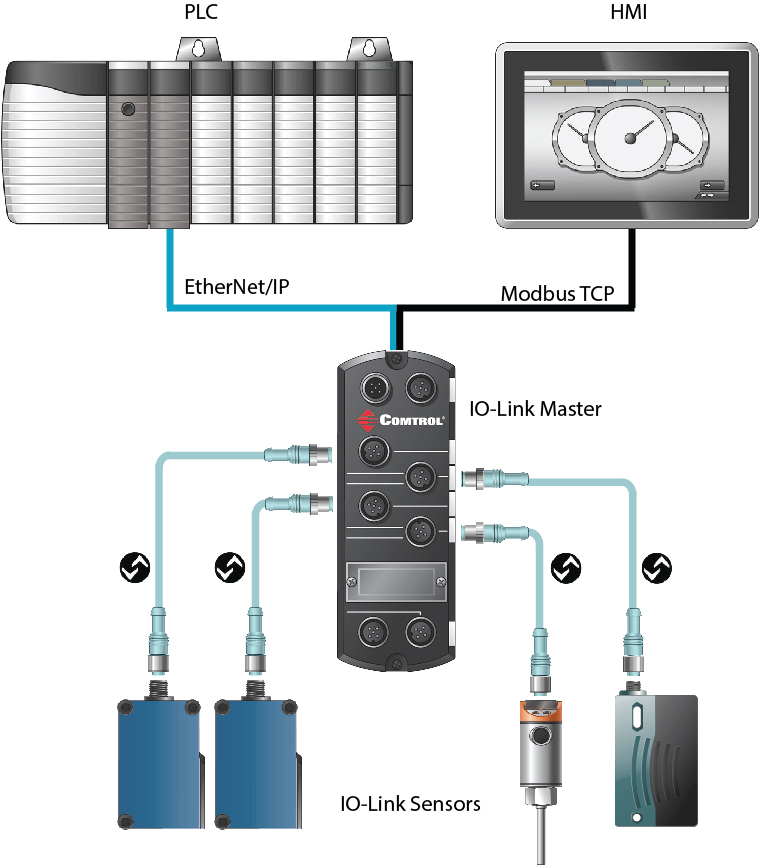 PLC
HMI
EtherNet/IP
Modbus TCP
IO-Link Master
COMTROL®
IO-Link Sensors